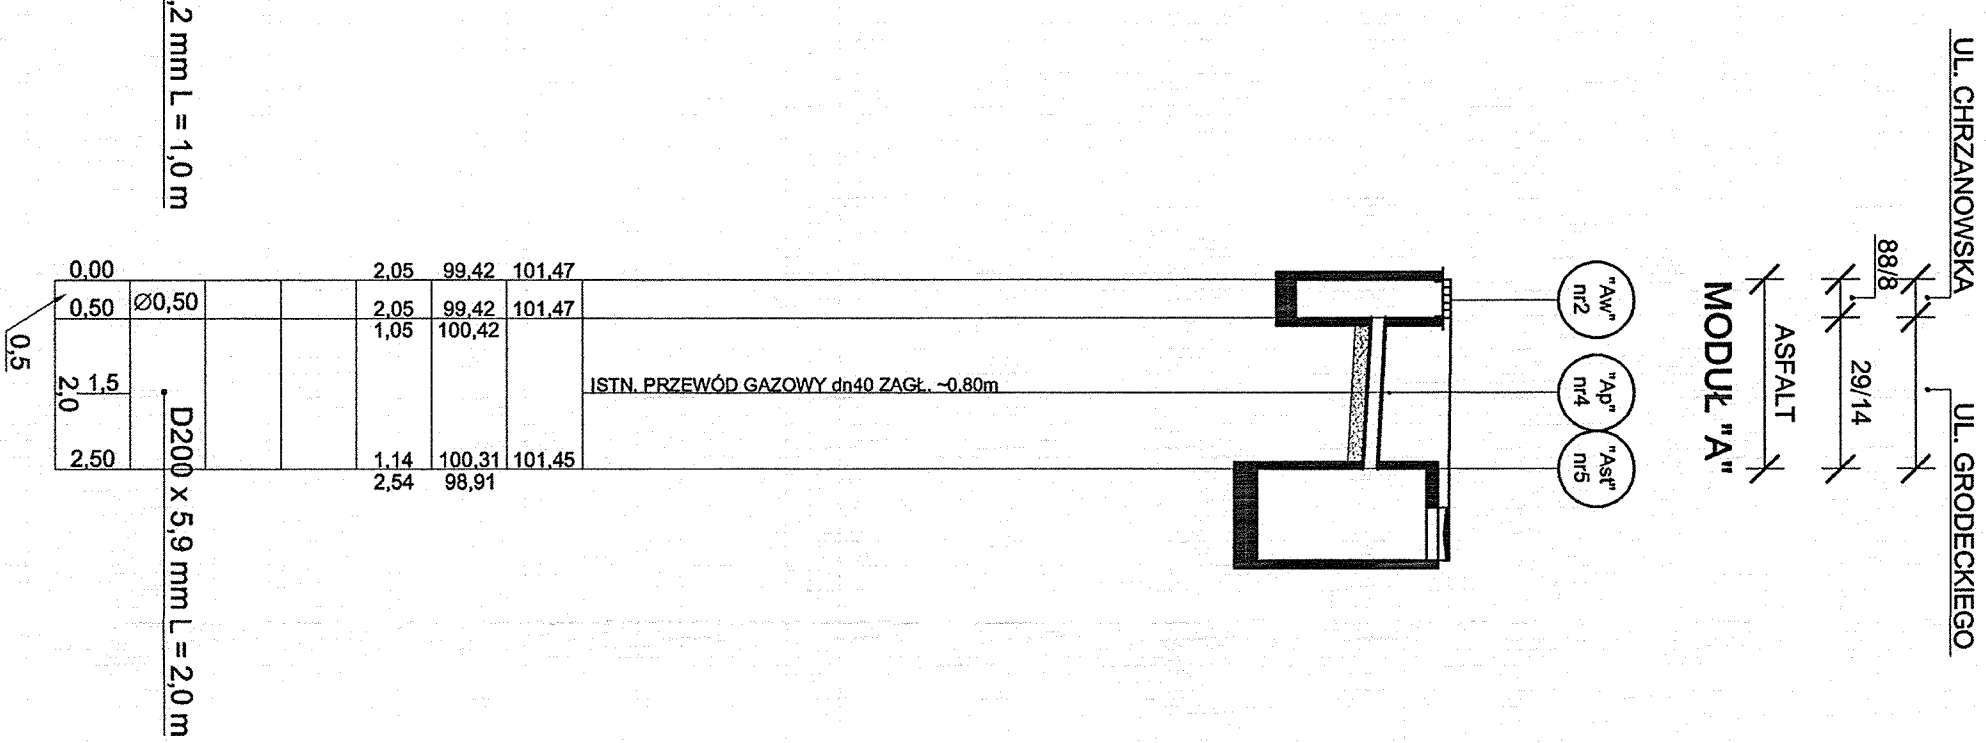 UL. CHRZANOWSKA
UL. GRODECKIEGO
88/8
29/14
ASFALT
MODUŁ "A"
"Aw"
nr2
"Ap"
nr4
"Ast"
nr5
ISTN. PRZEWÓD GAZOWY dn40 ZAGŁ. ~0.80m
101,47
101,47
101,45
99,42
99,42
100,42
100,31
98,91
2,05
2,05
1,05
1,14
2,54
Ø0,50
,2 mm L = 1,0 m
D200 x 5,9 mm L = 2,0 m
0,00
0,50
1,5
2,0
2,50
0,5